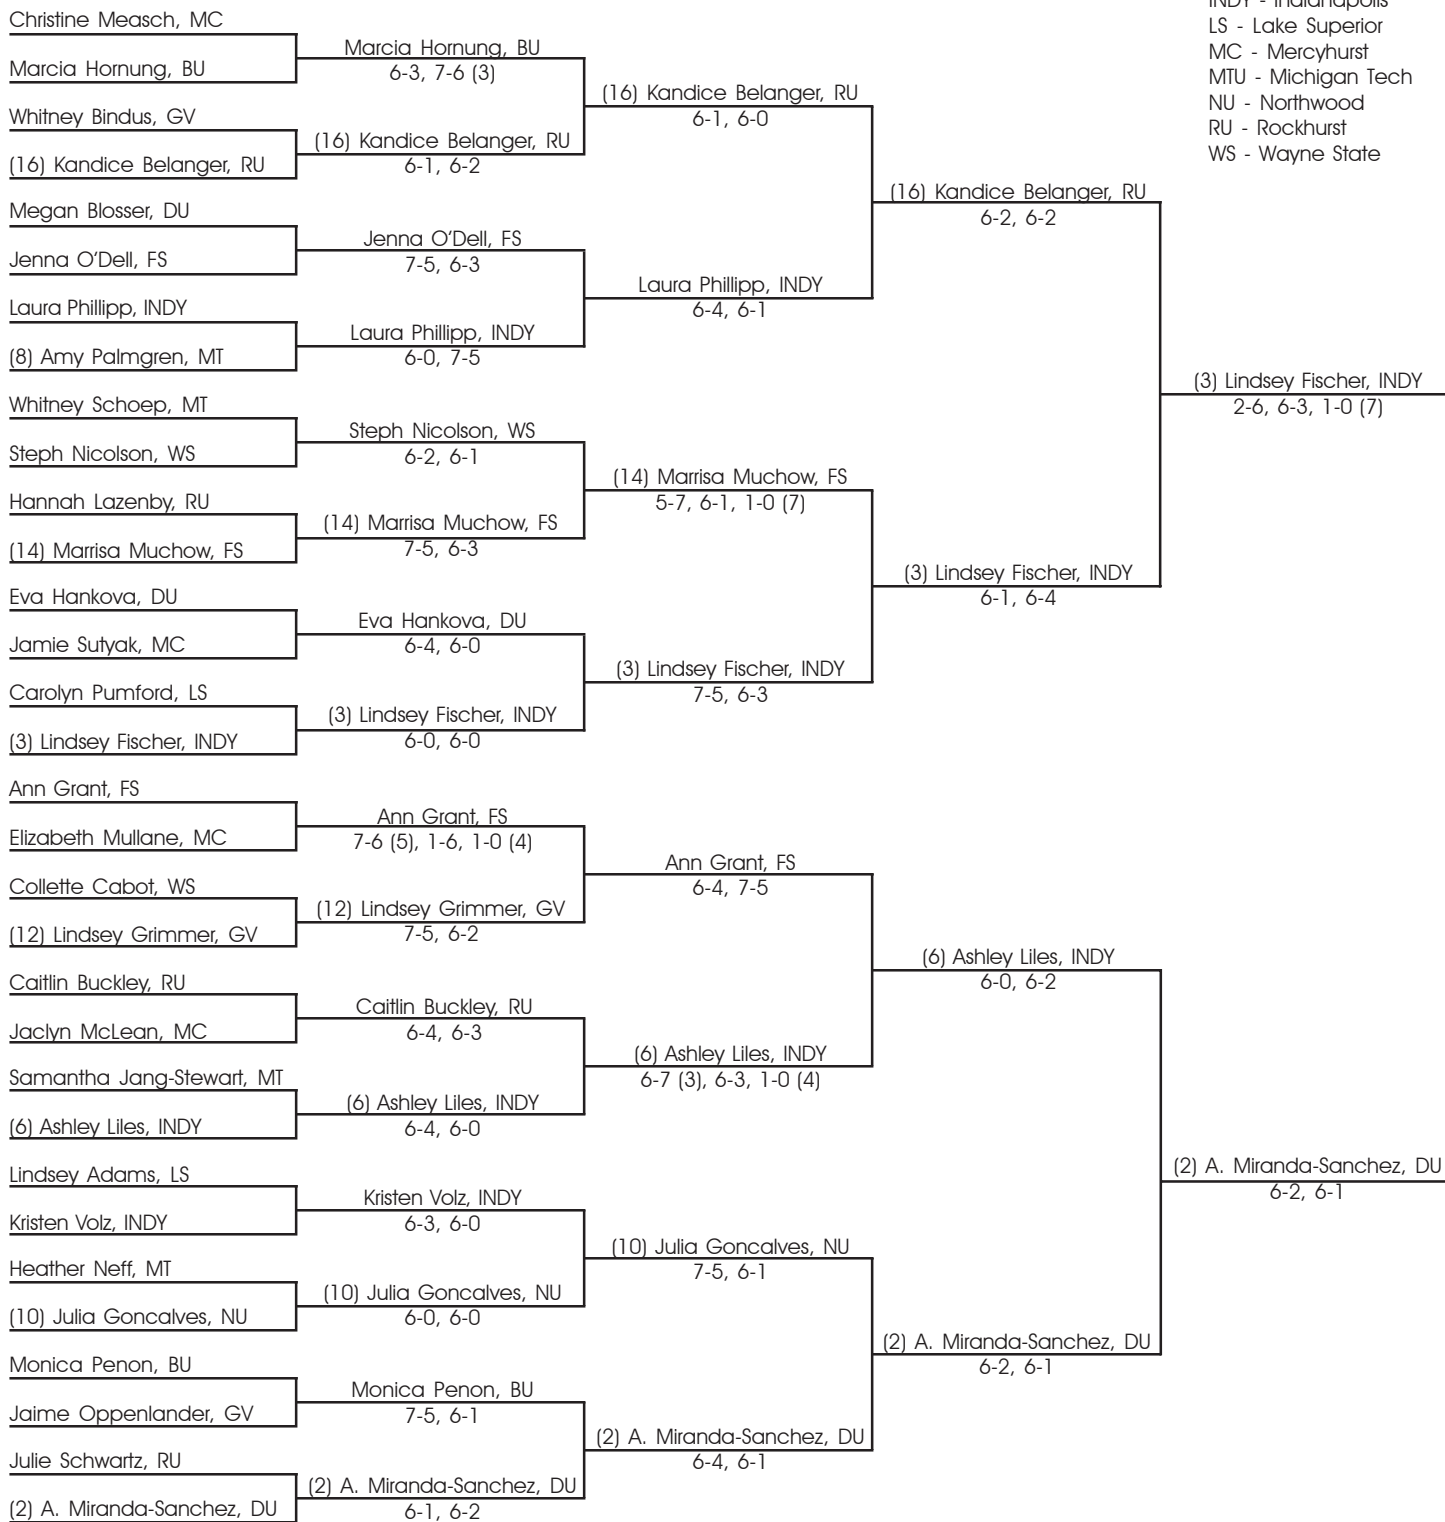 INDY - Indianapolis
LS - Lake Superior
MC - Mercyhurst
MTU - Michigan Tech
NU - Northwood
RU - Rockhurst
WS - Wayne State
Christine Measch, MC
Marcia Hornung, BU
Whitney Bindus, GV
(16) Kandice Belanger, RU
Megan Blosser, DU
Jenna O'Dell, FS
Laura Phillipp, INDY
(8) Amy Palmgren, MT
Whitney Schoep, MT
Steph Nicolson, WS
Hannah Lazenby, RU
(14) Marrisa Muchow, FS
Eva Hankova, DU
Jamie Sutyak, MC
Carolyn Pumford, LS
(3) Lindsey Fischer, INDY
Ann Grant, FS
Elizabeth Mullane, MC
Collette Cabot, WS
(12) Lindsey Grimmer, GV
Caitlin Buckley, RU
Jaclyn McLean, MC
Samantha Jang-Stewart, MT
(6) Ashley Liles, INDY
Lindsey Adams, LS
Kristen Volz, INDY
Heather Neff, MT
(10) Julia Goncalves, NU
Monica Penon, BU
Jaime Oppenlander, GV
Julie Schwartz, RU
(2) A. Miranda-Sanchez, DU
Marcia Hornung, BU
6-3, 7-6 (3)
(16) Kandice Belanger, RU
6-1, 6-2
Jenna O'Dell, FS
7-5, 6-3
Laura Phillipp, INDY
6-0, 7-5
Steph Nicolson, WS
6-2, 6-1
(14) Marrisa Muchow, FS
7-5, 6-3
Eva Hankova, DU
6-4, 6-0
(3) Lindsey Fischer, INDY
6-0, 6-0
Ann Grant, FS
7-6 (5), 1-6, 1-0 (4)
(12) Lindsey Grimmer, GV
7-5, 6-2
Caitlin Buckley, RU
6-4, 6-3
(6) Ashley Liles, INDY
6-4, 6-0
Kristen Volz, INDY
6-3, 6-0
(10) Julia Goncalves, NU
6-0, 6-0
Monica Penon, BU
7-5, 6-1
(2) A. Miranda-Sanchez, DU
6-1, 6-2
(16) Kandice Belanger, RU
6-1, 6-0
Laura Phillipp, INDY
6-4, 6-1
(14) Marrisa Muchow, FS
5-7, 6-1, 1-0 (7)
(3) Lindsey Fischer, INDY
7-5, 6-3
Ann Grant, FS
6-4, 7-5
(6) Ashley Liles, INDY
6-7 (3), 6-3, 1-0 (4)
(10) Julia Goncalves, NU
7-5, 6-1
(2) A. Miranda-Sanchez, DU
6-4, 6-1
(16) Kandice Belanger, RU
6-2, 6-2
(3) Lindsey Fischer, INDY
6-1, 6-4
(6) Ashley Liles, INDY
6-0, 6-2
(2) A. Miranda-Sanchez, DU
6-2, 6-1
(3) Lindsey Fischer, INDY
2-6, 6-3, 1-0 (7)
(2) A. Miranda-Sanchez, DU
6-2, 6-1